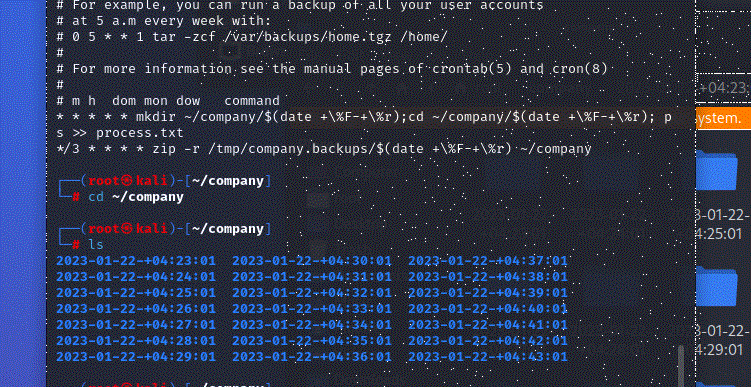 # For example, you can run a backup of all your user accounts
# at 5 a.m every week with:
# 0 5 * * 1 tar -zcf /var/backups/home.tgz /home/
#
# For more information see the manual pages of crontab(5) and cron(8)
#
# m h  dom mon dow   command
* * * * * mkdir ~/company/$(date +\%F-+\%r);cd ~/company/$(date +\%F-+\%r); p
s >> process.txt
*/3 * * * * zip -r /tmp/company.backups/$(date +\%F-+\%r) ~/company
┌──(root㉿kali)-[~/company]
└─# cd ~/company
┌──(root㉿kali)-[~/company]
└─# ls
2023-01-22-+04:23:01  2023-01-22-+04:30:01  2023-01-22-+04:37:01
2023-01-22-+04:24:01  2023-01-22-+04:31:01  2023-01-22-+04:38:01
2023-01-22-+04:25:01  2023-01-22-+04:32:01  2023-01-22-+04:39:01
2023-01-22-+04:26:01  2023-01-22-+04:33:01  2023-01-22-+04:40:01
2023-01-22-+04:27:01  2023-01-22-+04:34:01  2023-01-22-+04:41:01
2023-01-22-+04:28:01  2023-01-22-+04:35:01  2023-01-22-+04:42:01
2023-01-22-+04:29:01  2023-01-22-+04:36:01  2023-01-22-+04:43:01
+04:23:
ystem.
3-01-22-
4:25:01
3-01-22-
4:29:01